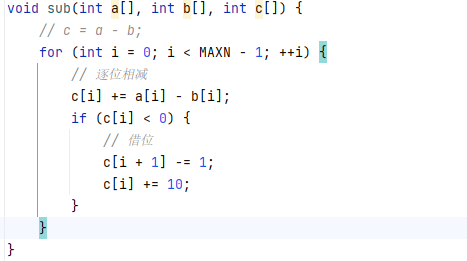 void sub(int a[], int b[], int c[]) {
    // c = a - b;
    for (int i = 0; i < MAXN - 1; ++i) {
        // 逐位相减
        c[i] += a[i] - b[i];
        if (c[i] < 0) {
            // 借位
            c[i + 1] -= 1;
            c[i] += 10;
        }
    }
}